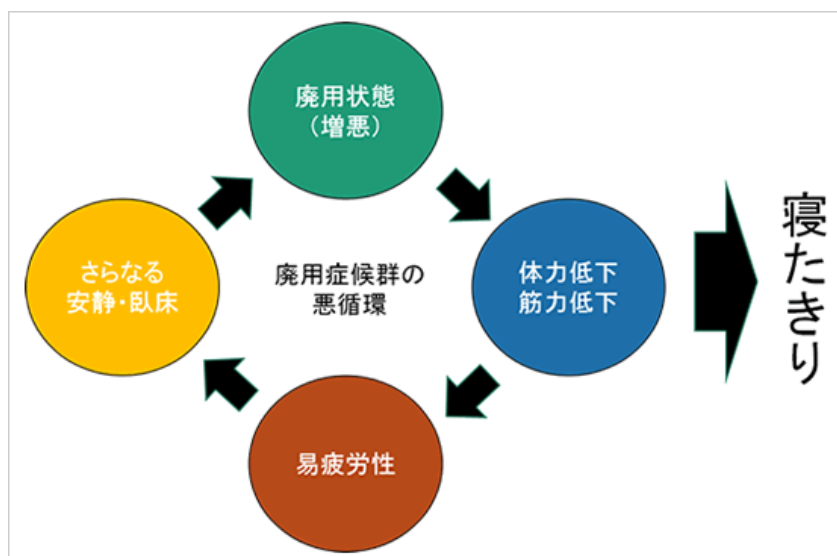 廃用状態
（増悪）
さらなる
安静・臥床
廃用症候群の
悪循環
体力低下
筋力低下
易疲労性
寝たきり